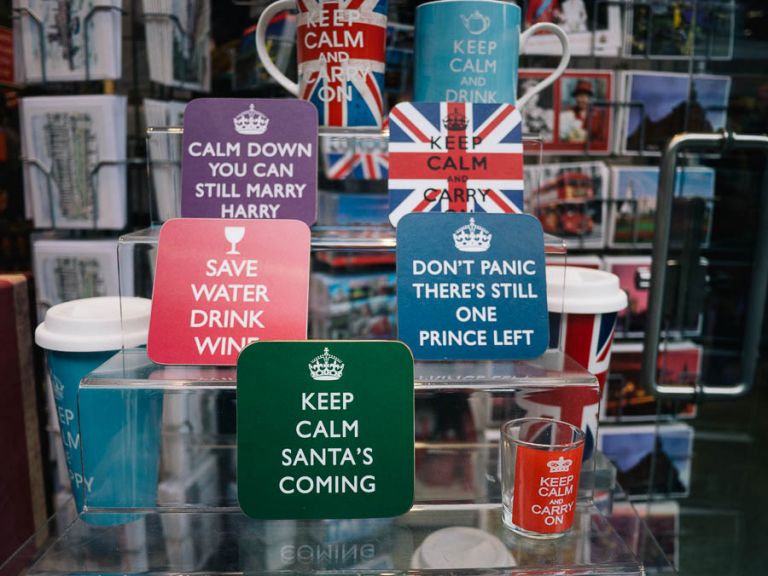 KEEP
CALM
AND
CARRY
ON
KEEP
CALM AND
DRINK
CALM DOWN
YOU CAN
STILL MARRY
HARRY
KEEP
CALM
AND
CARRY
SAVE
WATER
DRINK
WINE
DON'T PANIC
THERE'S STILL
ONE
PRINCE LEFT
KEEP
CALM
SANTA'S
COMING
KEEP
CALM
AND
CARRY
ON